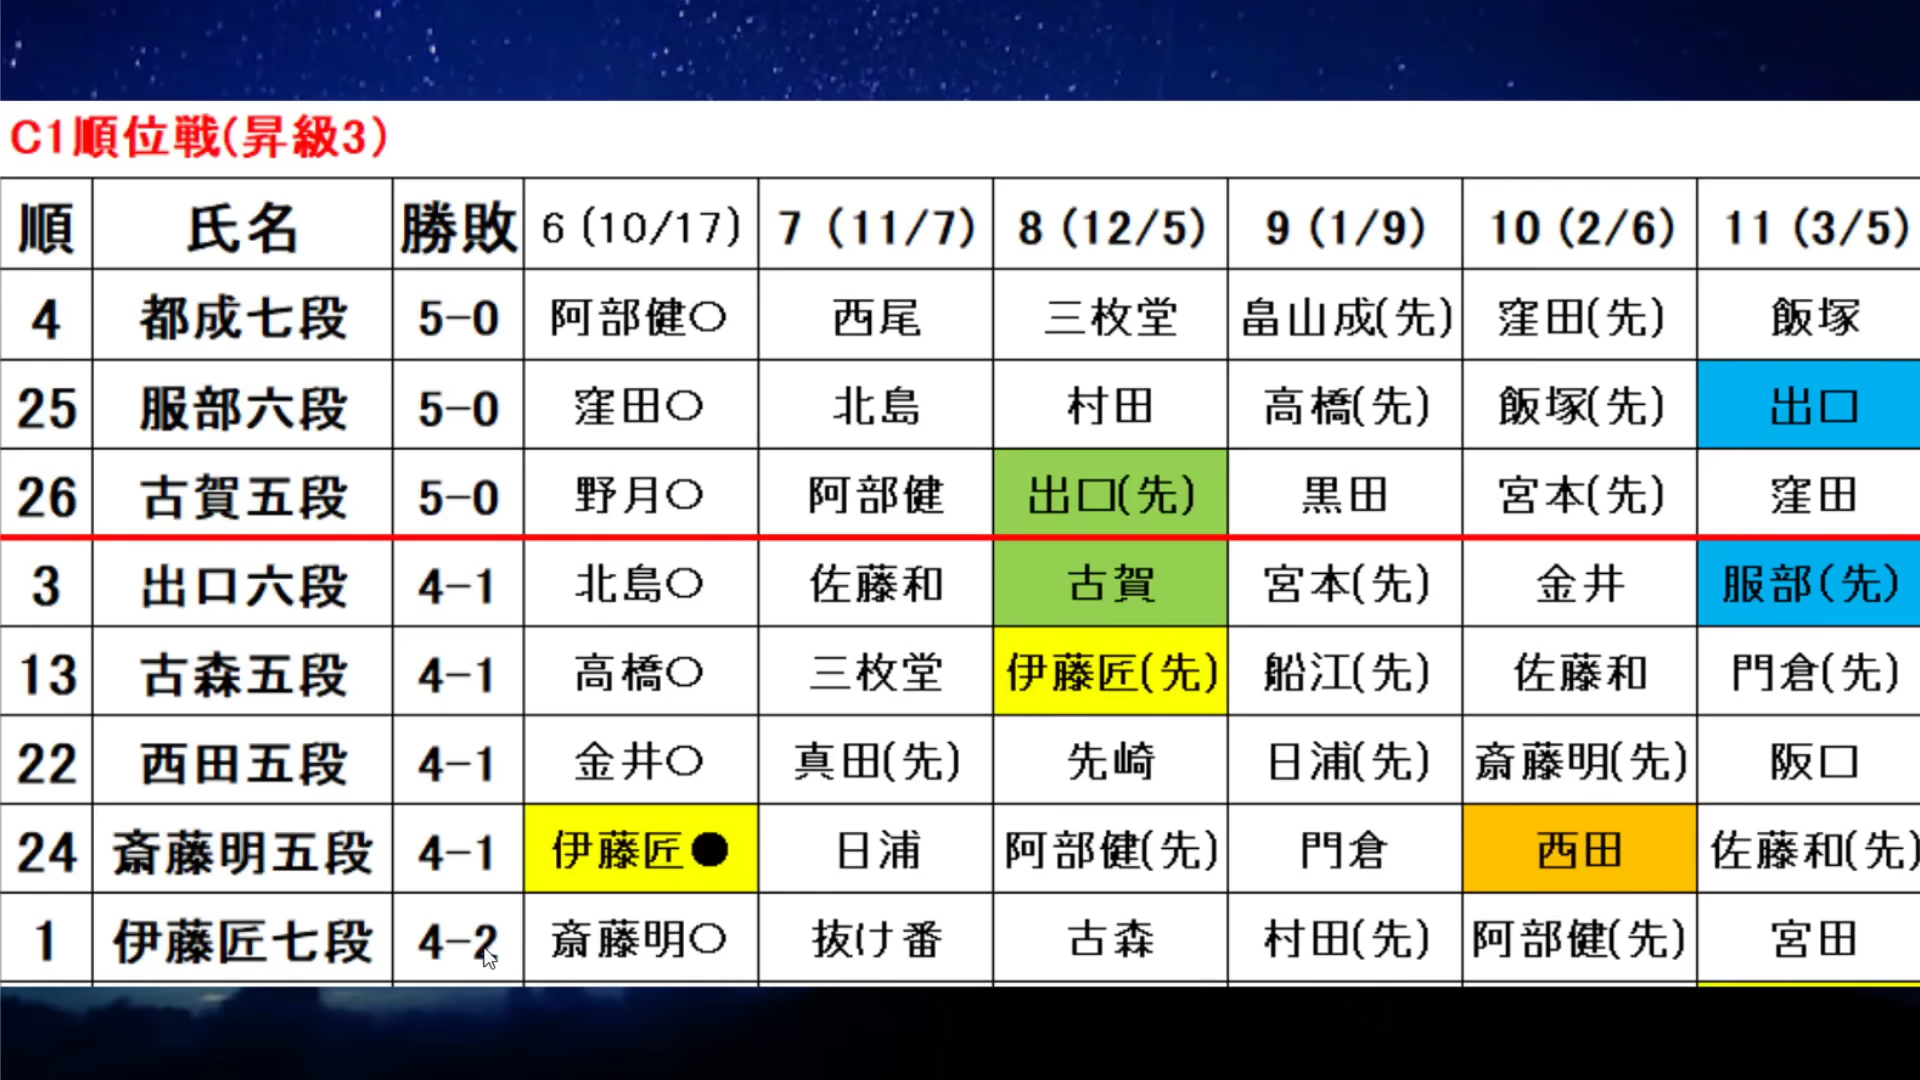 C1順位戦(昇級3)
順 氏名 勝敗 6(10/17) 7 (11/7) 8(12/5) 9(1/9) 10(2/6) 11(3/5)
4 都成七段 5-0 阿部健○ 西尾 三枚堂 畠山成(先) 窪田(先) 飯塚
25 服部六段 5-0 窪田○ 北島 村田 高橋(先) 飯塚(先) 出口
26 古賀五段 5-0 野月○ 阿部健 出口(先) 黒田 宮本(先) 窪田
3 出口六段 4-1 北島○ 佐藤和 古賀 宮本(先) 金井 服部(先)
13 古森五段 4-1 高橋○ 三枚堂 伊藤匠(先) 船江(先) 佐藤和 門倉(先)
22 西田五段 4-1 金井○ 真田(先) 先崎 日浦(先) 斎藤明(先) 阪口
24 斎藤明五段 4-1 伊藤匠● 日浦 阿部健(先) 門倉 西田 佐藤和(先)
1 伊藤匠七段 4-2 斎藤明○ 抜け番 古森 村田(先) 阿部健(先) 宮田